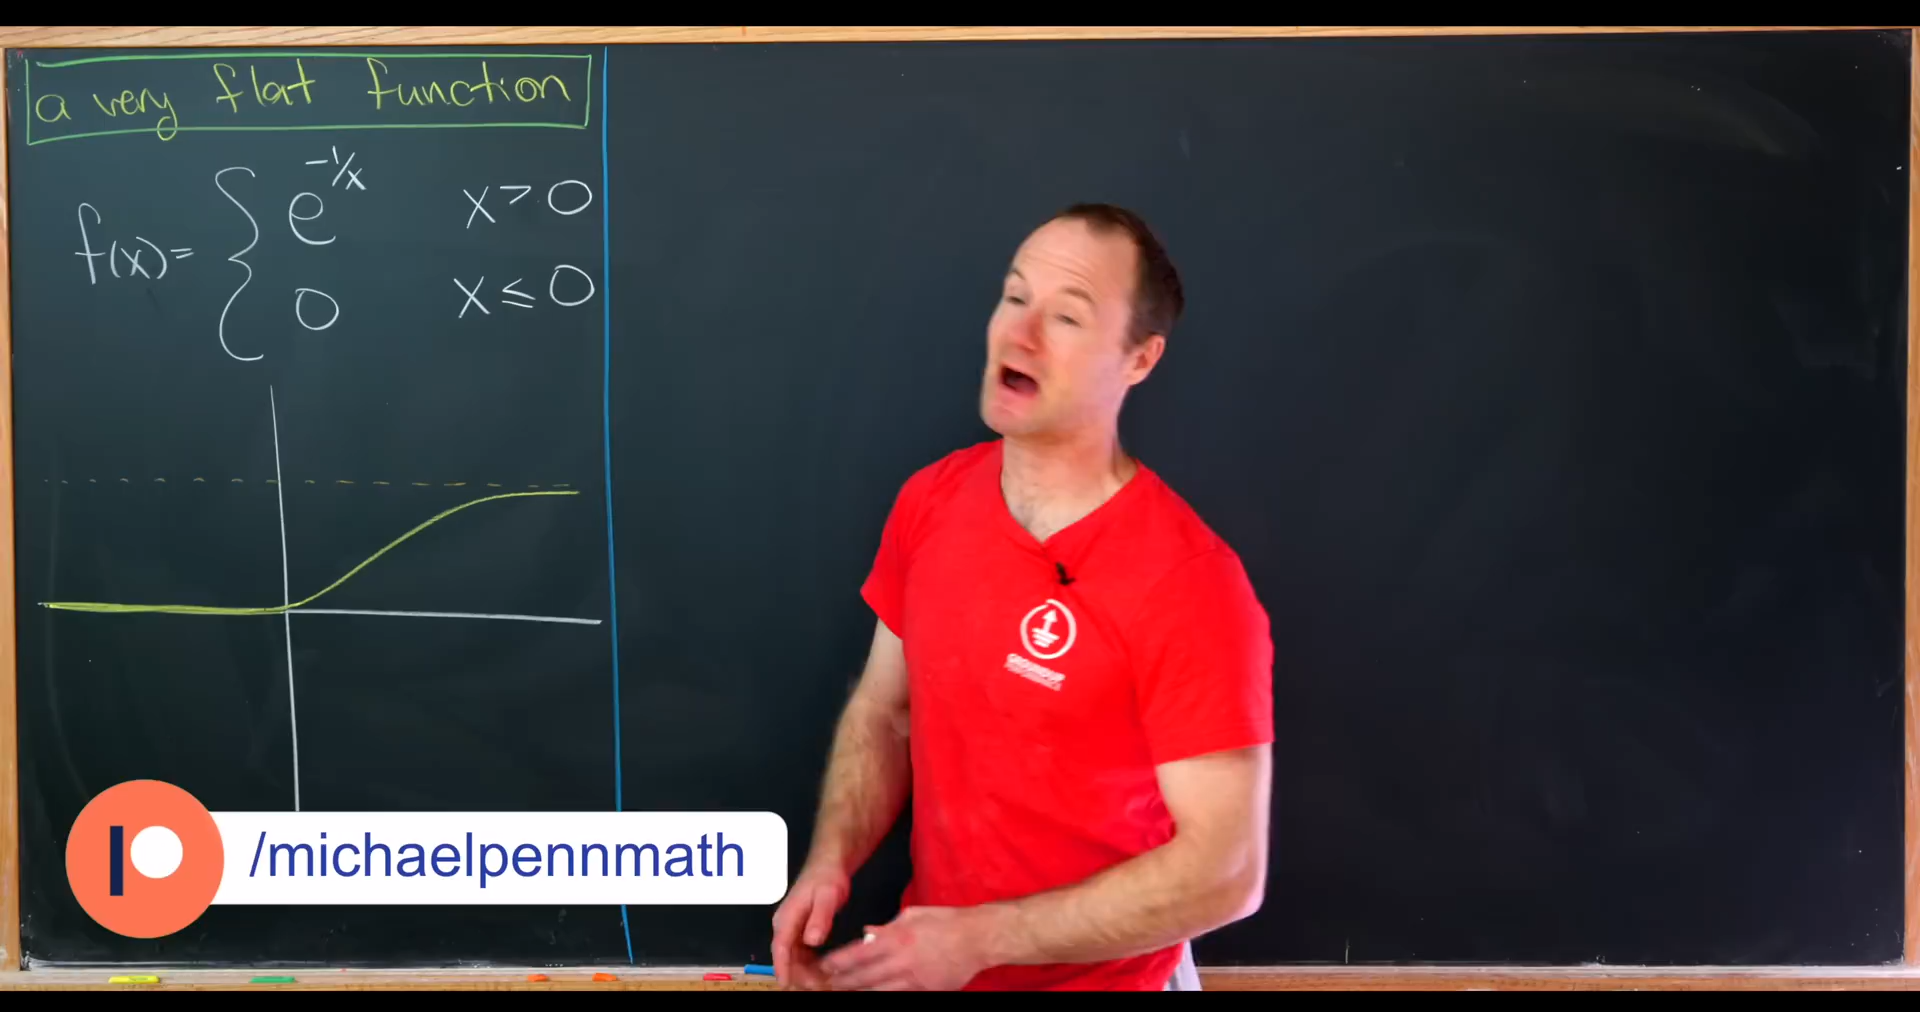 a very flat function
f(x)= { e^{-1/x} x > 0
0 x ≤ 0
/michaelpennmath